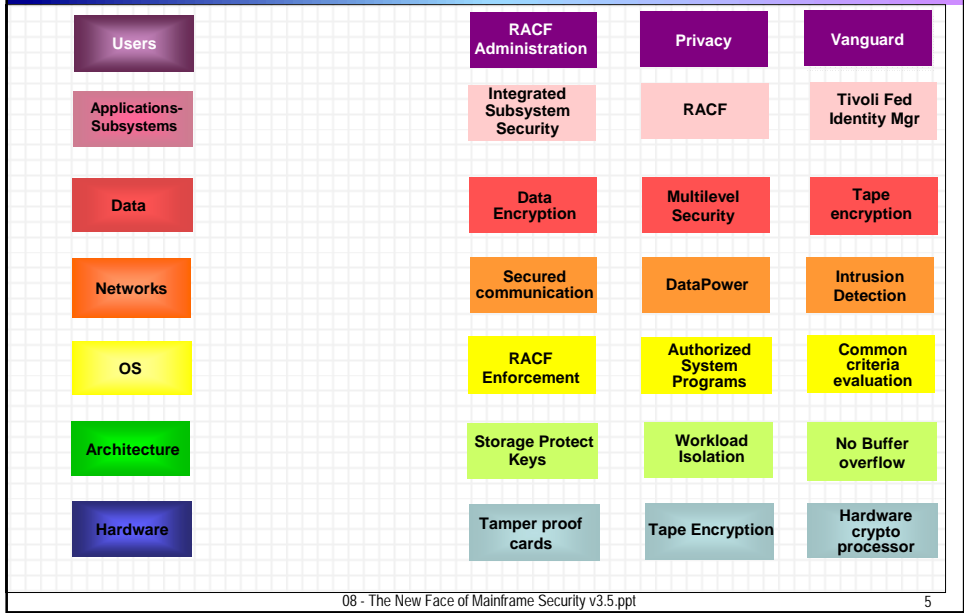 Users
RACF
Administration
Privacy
Vanguard
Applications-
Subsystems
Integrated
Subsystem
Security
RACF
Tivoli Fed
Identity Mgr
Data
Data
Encryption
Multilevel
Security
Tape
encryption
Networks
Secured
communication
DataPower
Intrusion
Detection
OS
RACF
Enforcement
Authorized
System
Programs
Common
criteria
evaluation
Architecture
Storage Protect
Keys
Workload
Isolation
No Buffer
overflow
Hardware
Tamper proof
cards
Tape Encryption
Hardware
crypto
processor
08 - The New Face of Mainframe Security v3.5.ppt
5